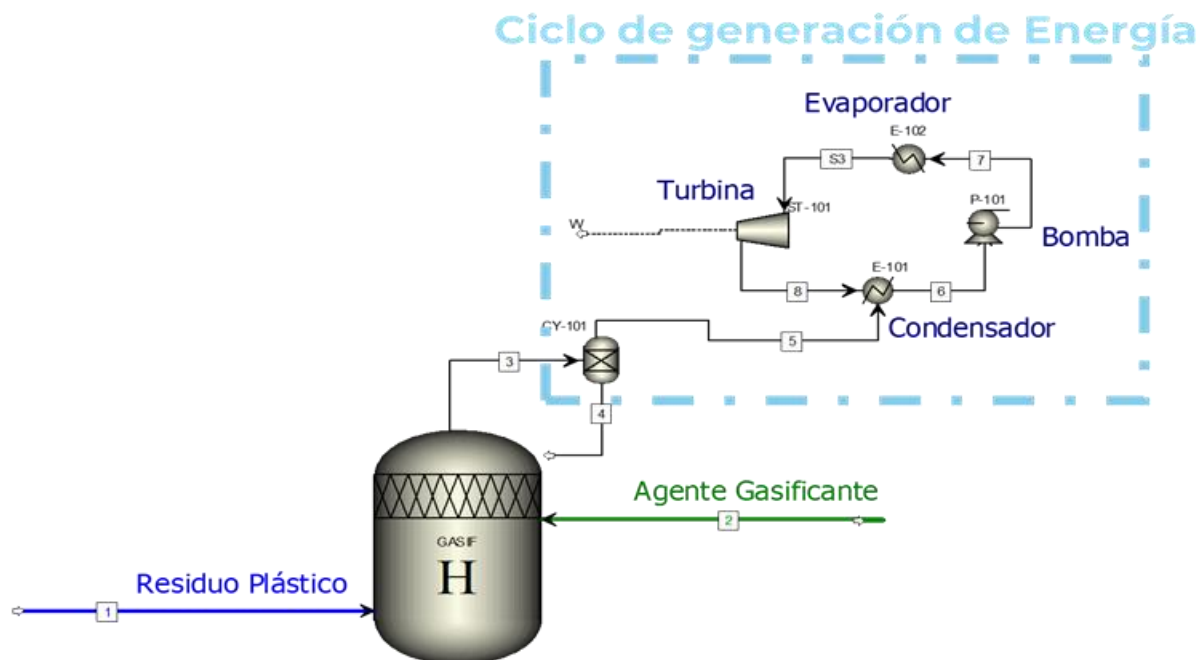 Ciclo de generación de Energía
Evaporador
E-102
S3
7
Turbina
ST-101
P-101
W
Bomba
E-101
8
6
CY-101
Condensador
5
3
4
Agente Gasificante
2
GASIF
H
Residuo Plástico
1